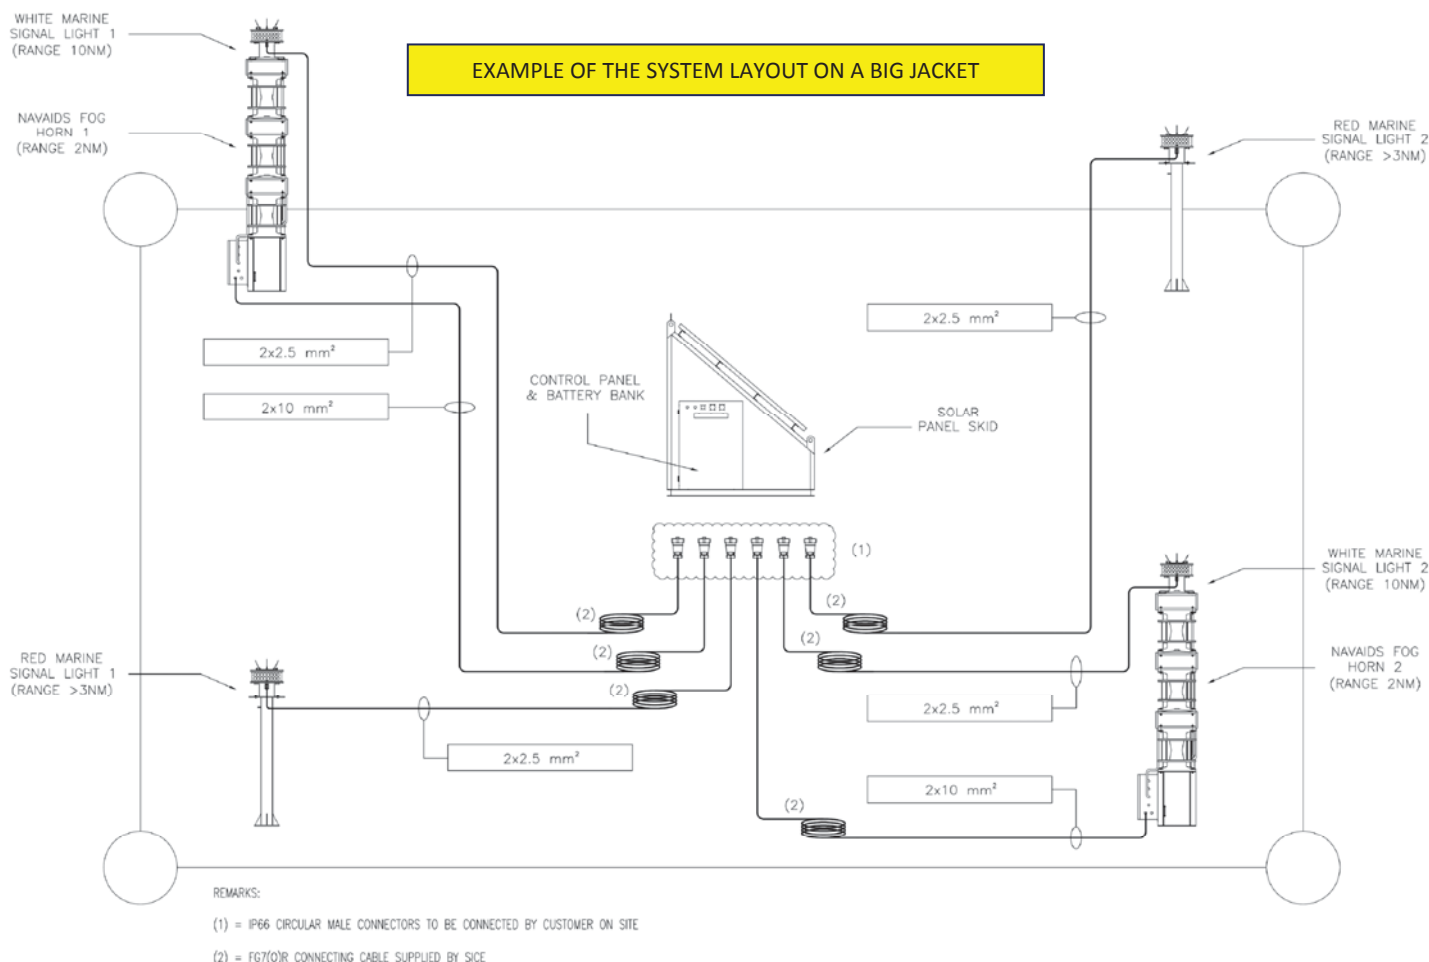 WHITE MARINE
SIGNAL LIGHT 1
(RANGE 10NM)
EXAMPLE OF THE SYSTEM LAYOUT ON A BIG JACKET
NAVAIDS FOG
HORN 1
(RANGE 2NM)
RED MARINE
SIGNAL LIGHT 2
(RANGE >3NM)
2x2.5 mm²
2x2.5 mm²
2x10 mm²
CONTROL PANEL
& BATTERY BANK
SOLAR
PANEL SKID
(1)
WHITE MARINE
SIGNAL LIGHT 2
(RANGE 10NM)
(2)
(2)
(2)
(2)
(2)
RED MARINE
SIGNAL LIGHT 1
(RANGE >3NM)
NAVAIDS FOG
HORN 2
(RANGE 2NM)
2x2.5 mm²
2x2.5 mm²
2x10 mm²
(2)
REMARKS:
(1) = IP66 CIRCULAR MALE CONNECTORS TO BE CONNECTED BY CUSTOMER ON SITE
(2) = FG7(O)R CONNECTING CABLE SUPPLIED BY SICE